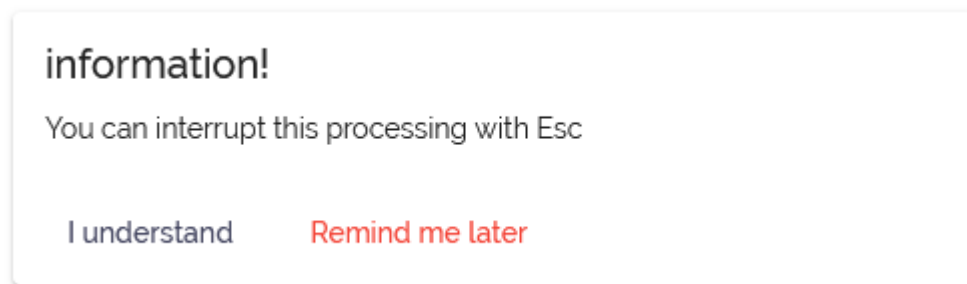 information!
You can interrupt this processing with Esc
I understand Remind me later